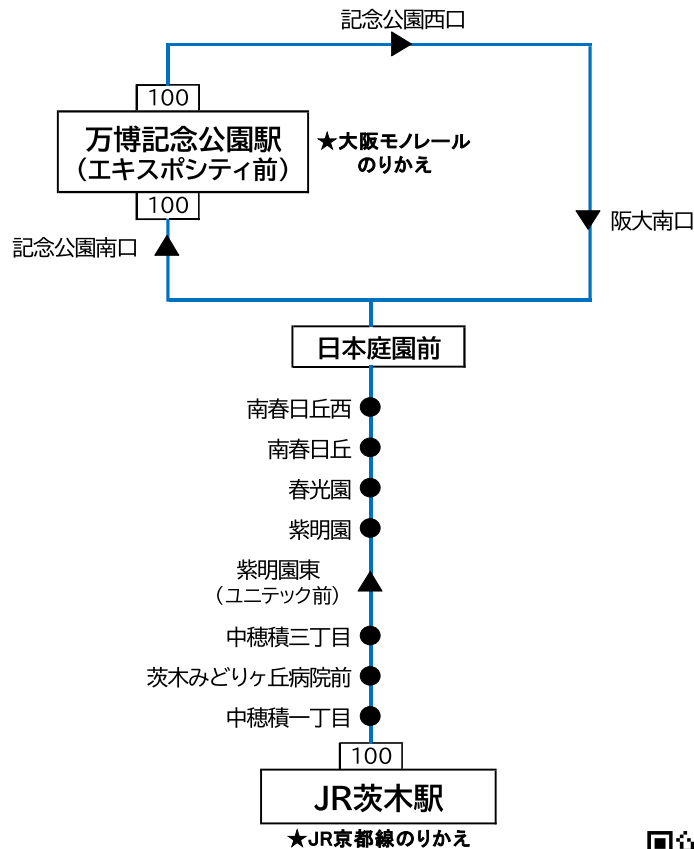 記念公園西口
100
万博記念公園駅
（エキスポシティ前）
★大阪モノレール
のりかえ
100
阪大南口
記念公園南口
日本庭園前
南春日丘西
南春日丘
春光園
紫明園
紫明園東
（ユニテック前）
中穂積三丁目
茨木みどりヶ丘病院前
中穂積一丁目
100
JR茨木駅
★JR京都線のりかえ